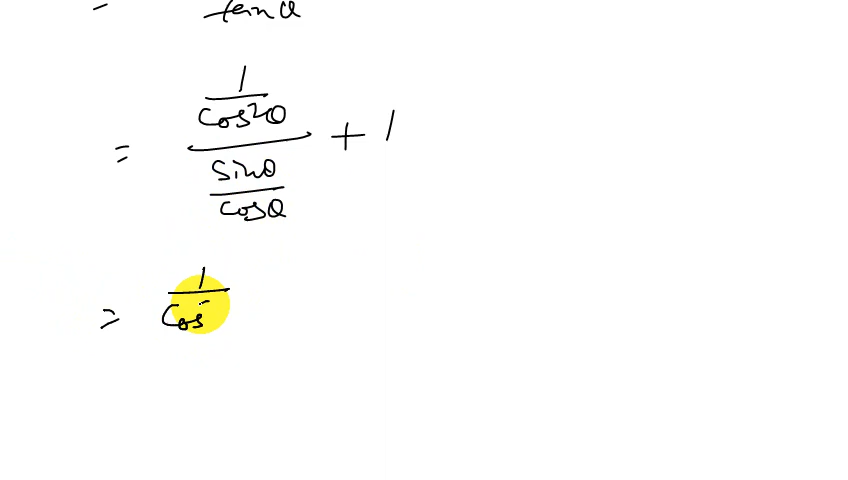 = tanθ
= (1/cos²θ)/(sinθ/cosθ) + 1
= 1/cos